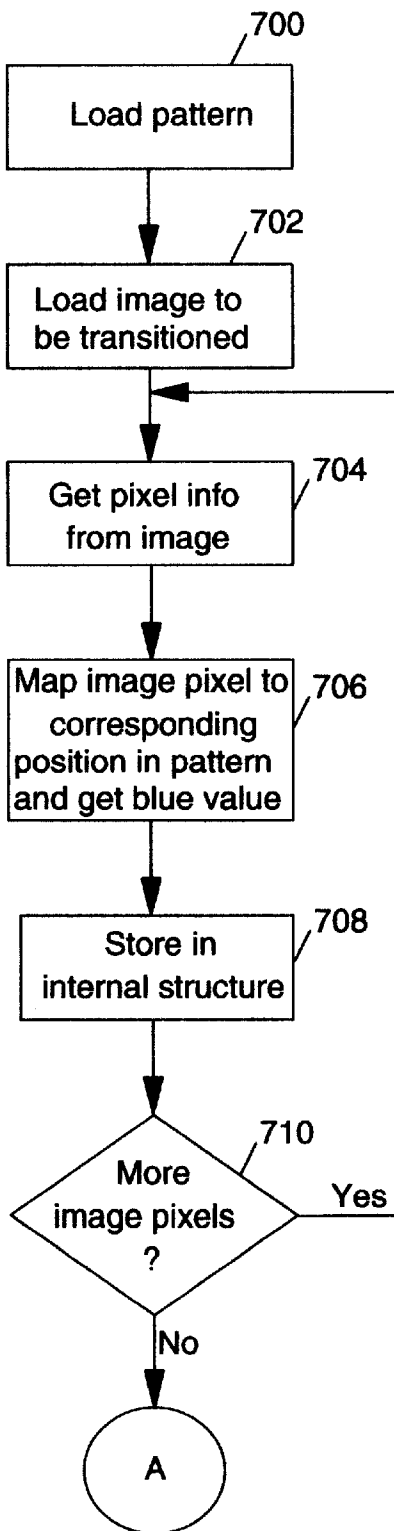 700
Load pattern
702
Load image to
be transitioned
704
Get pixel info
from image
706
Map image pixel to
corresponding
position in pattern
and get blue value
708
Store in
internal structure
710
More
image pixels
?
Yes
No
A